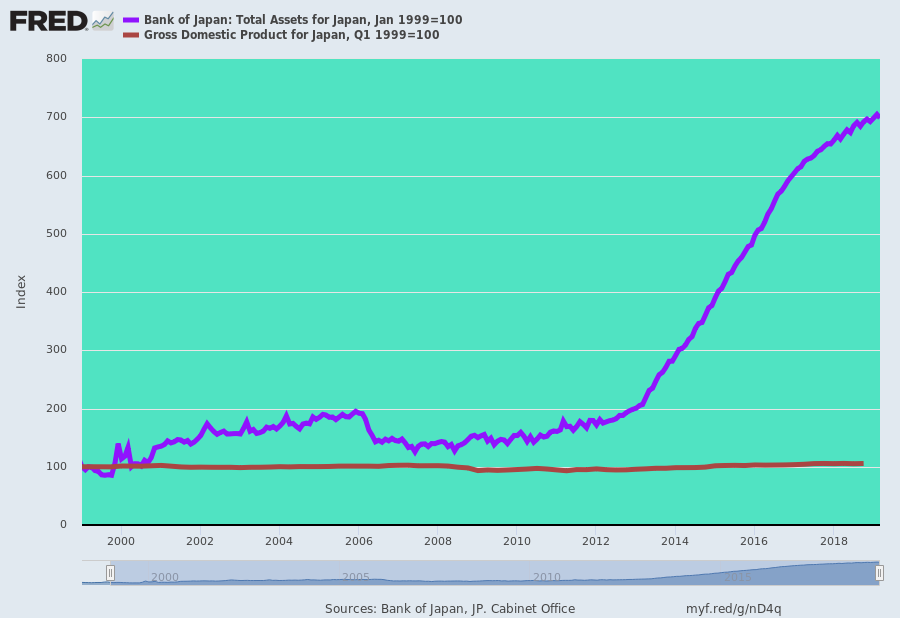 FRED
Bank of Japan: Total Assets for Japan, Jan 1999=100
Gross Domestic Product for Japan, Q1 1999=100
800
700
600
500
400
300
200
100
0
Index
2000 2002 2004 2006 2008 2010 2012 2014 2016 2018
2000 2005 2010 2015
Sources: Bank of Japan, JP. Cabinet Office myf.red/g/nD4q